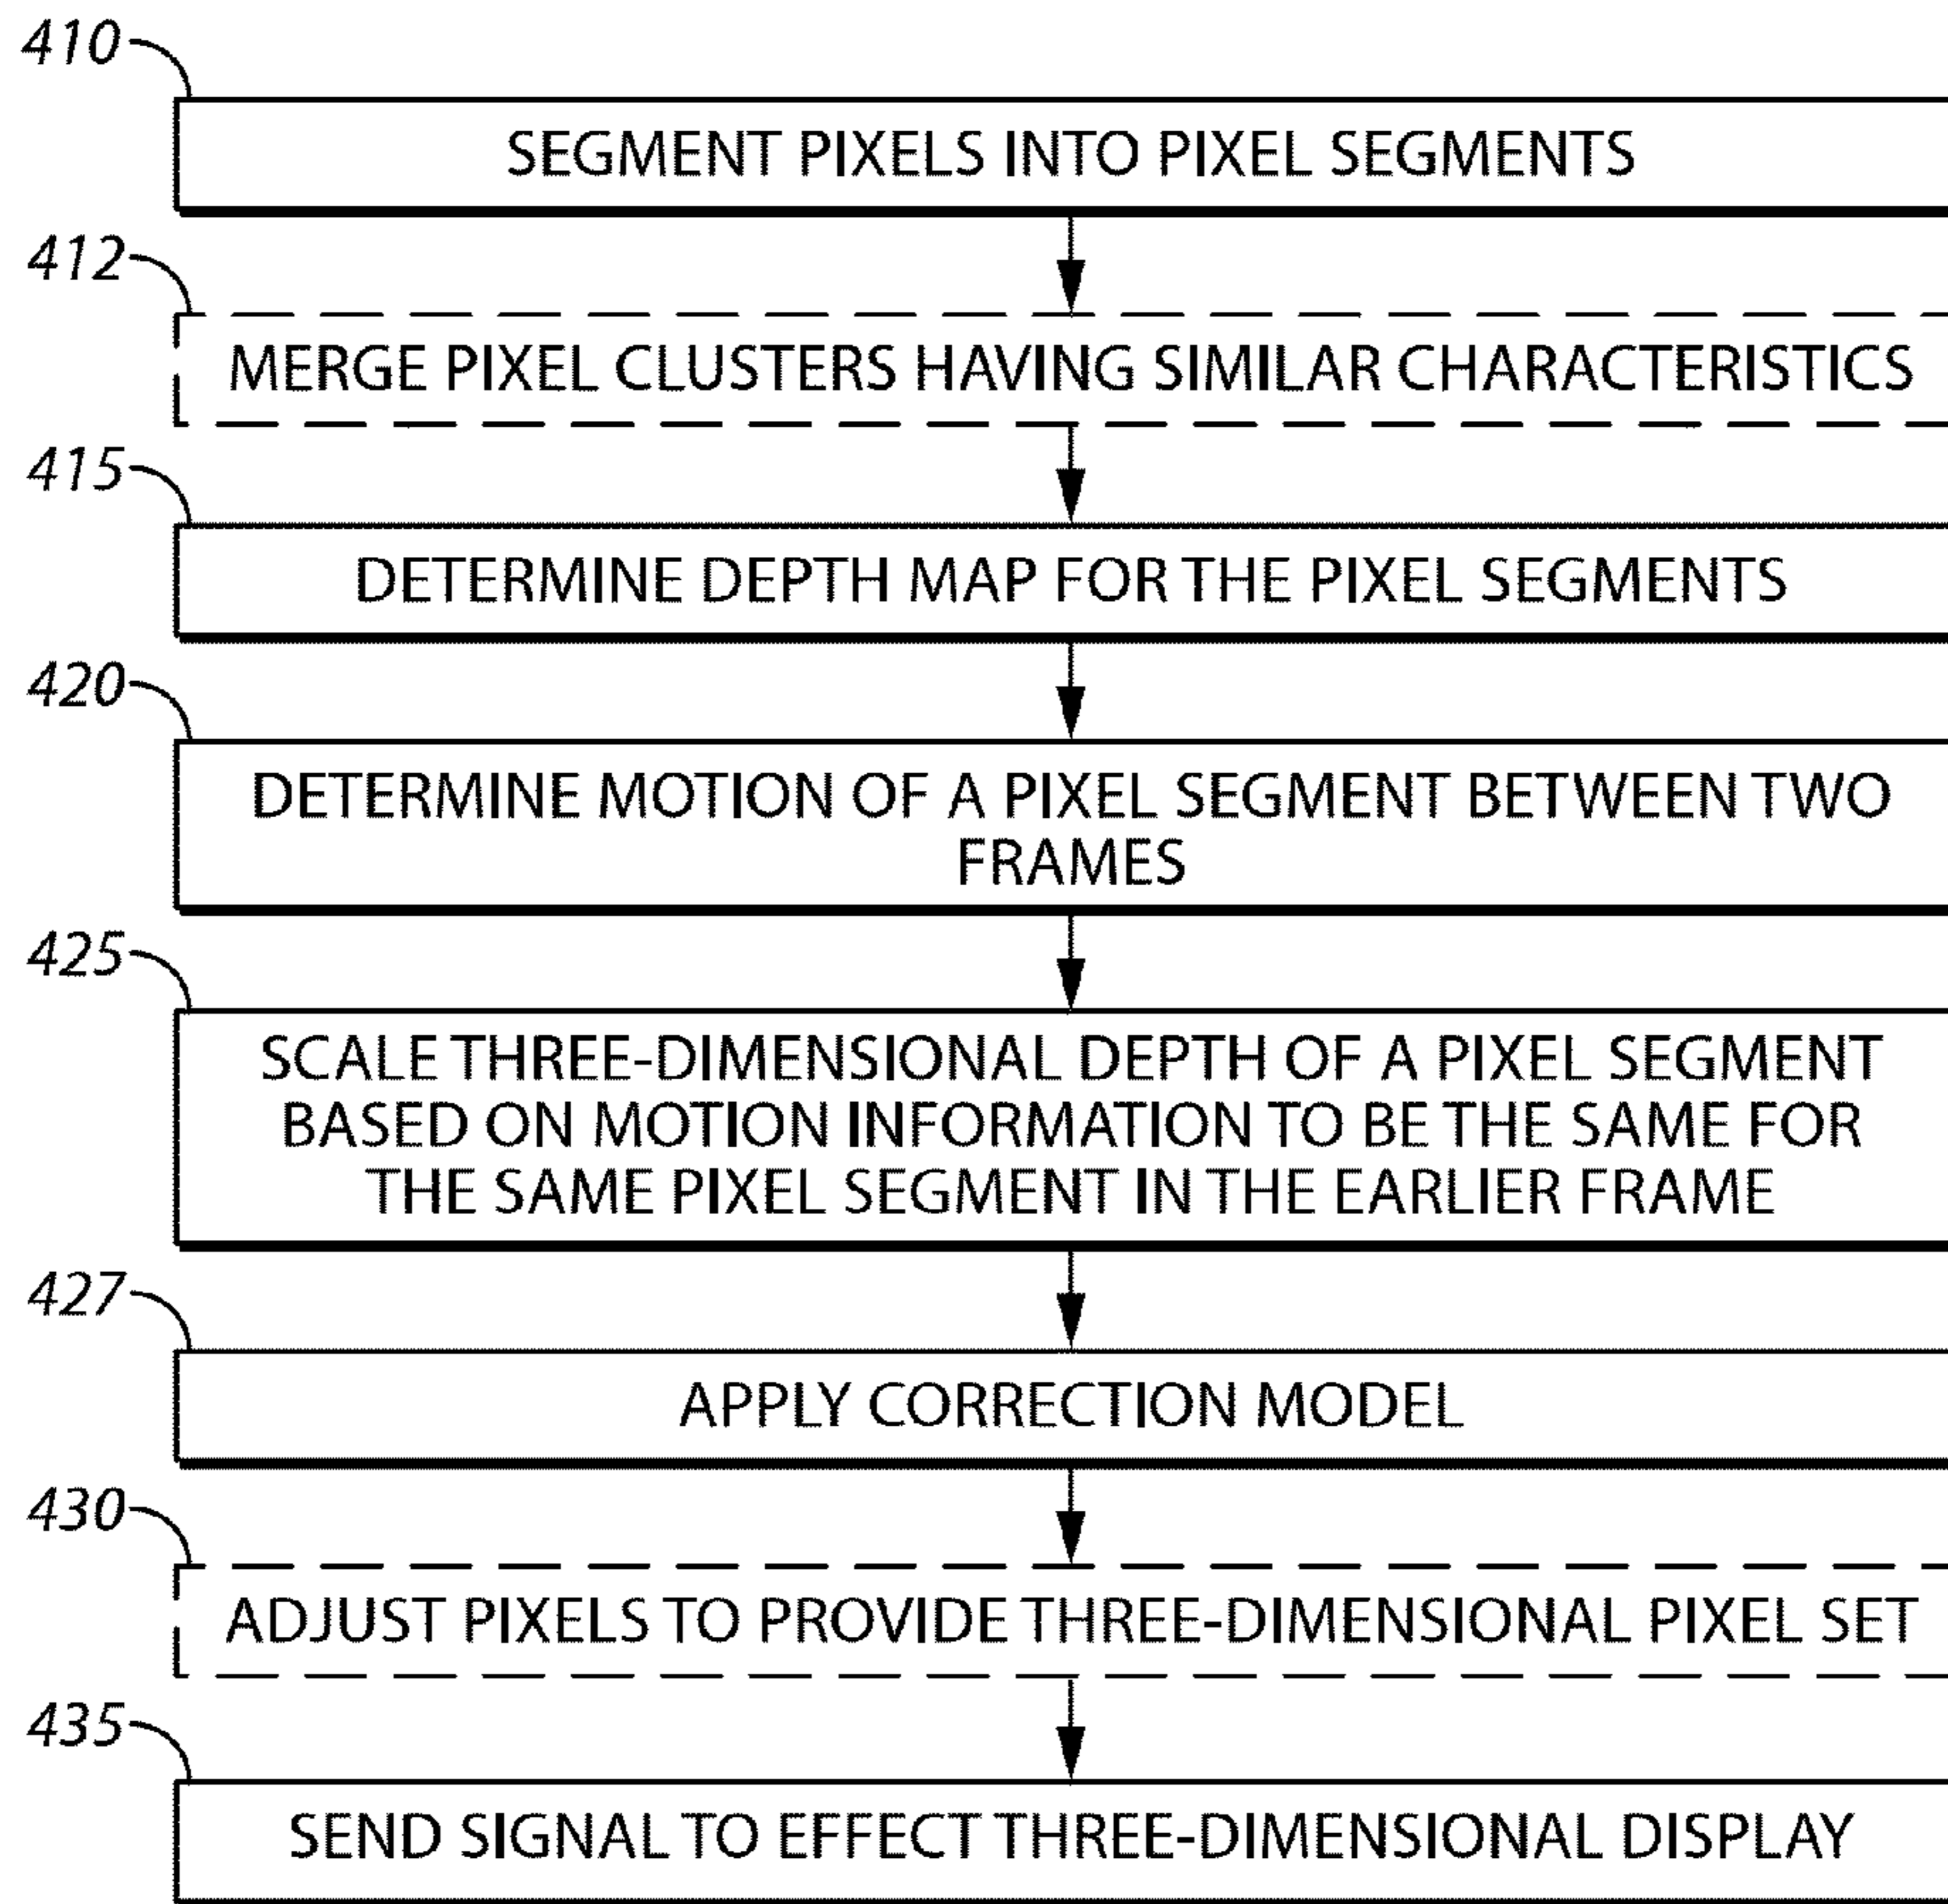 410
SEGMENT PIXELS INTO PIXEL SEGMENTS
412
MERGE PIXEL CLUSTERS HAVING SIMILAR CHARACTERISTICS
415
DETERMINE DEPTH MAP FOR THE PIXEL SEGMENTS
420
DETERMINE MOTION OF A PIXEL SEGMENT BETWEEN TWO
FRAMES
425
SCALE THREE-DIMENSIONAL DEPTH OF A PIXEL SEGMENT
BASED ON MOTION INFORMATION TO BE THE SAME FOR
THE SAME PIXEL SEGMENT IN THE EARLIER FRAME
427
APPLY CORRECTION MODEL
430
ADJUST PIXELS TO PROVIDE THREE-DIMENSIONAL PIXEL SET
435
SEND SIGNAL TO EFFECT THREE-DIMENSIONAL DISPLAY